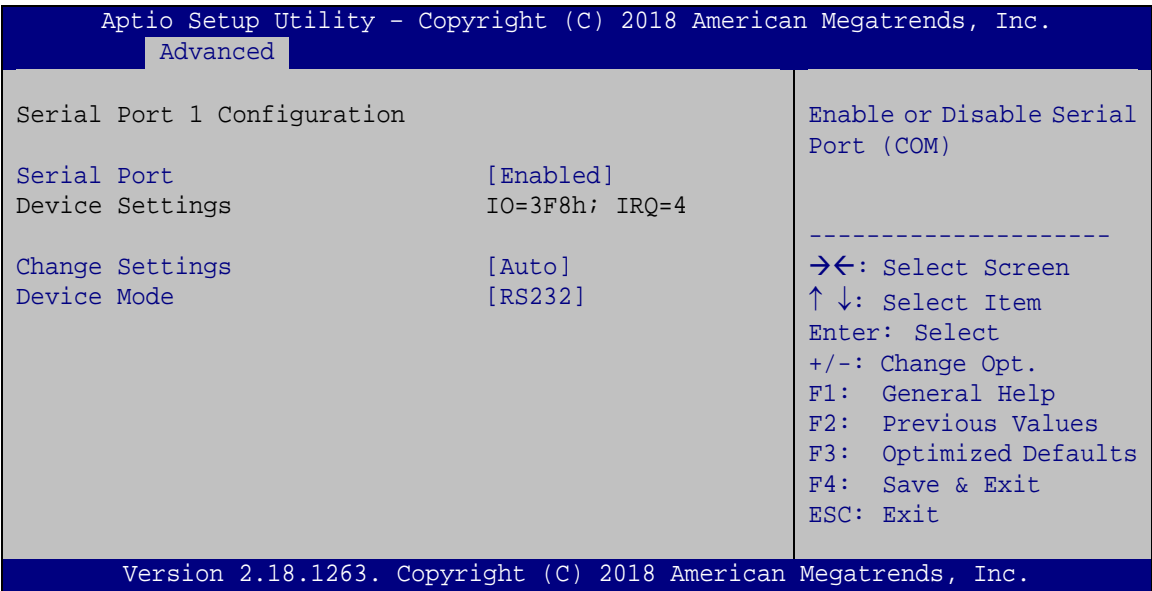 Aptio Setup Utility – Copyright (C) 2018 American Megatrends, Inc.
Advanced
Serial Port 1 Configuration
Serial Port [Enabled]
Device Settings IO=3F8h; IRQ=4
Change Settings [Auto]
Device Mode [RS232]
Enable or Disable Serial
Port (COM)
---------------------
→←: Select Screen
↑ ↓: Select Item
Enter: Select
+/-: Change Opt.
F1: General Help
F2: Previous Values
F3: Optimized Defaults
F4: Save & Exit
ESC: Exit
Version 2.18.1263. Copyright (C) 2018 American Megatrends, Inc.